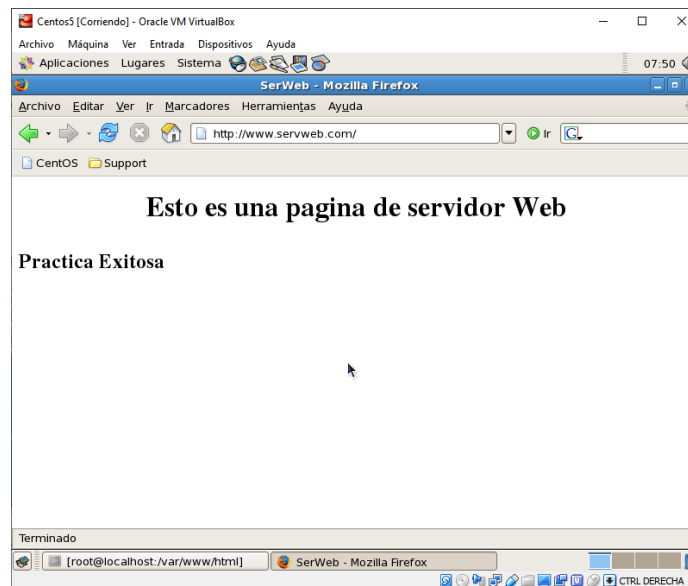 Centos5 [Corriendo] - Oracle VM VirtualBox
Archivo Máquina Ver Entrada Dispositivos Ayuda
Aplicaciones Lugares Sistema 07:50
SerWeb - Mozilla Firefox
Archivo Editar Ver Ir Marcadores Herramientas Ayuda
http://www.servweb.com/ Ir G
CentOS Support
Esto es una pagina de servidor Web
Practica Exitosa
Terminado
[root@localhost:/var/www/html] SerWeb - Mozilla Firefox
CTRL DERECHA